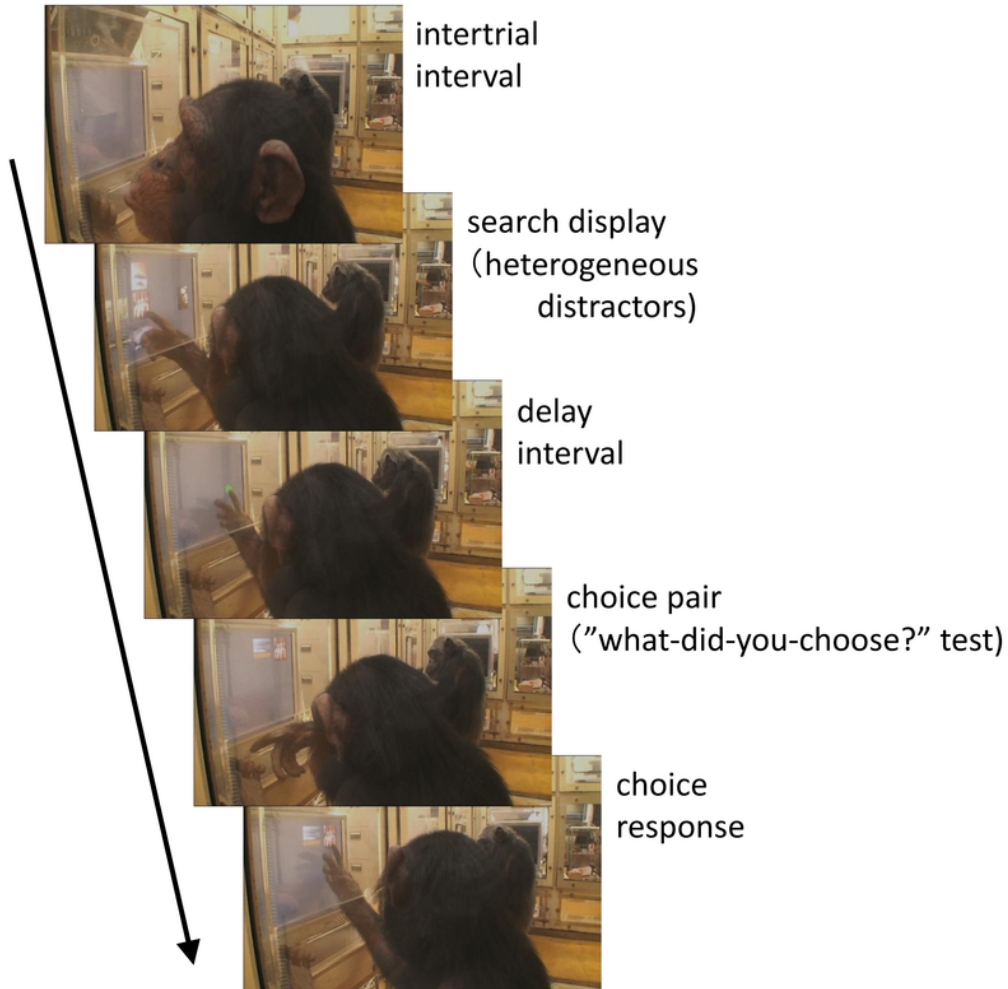 intertrial
interval
search display
（heterogeneous
distractors)
delay
interval
choice pair
（”what-did-you-choose?” test)
choice
response